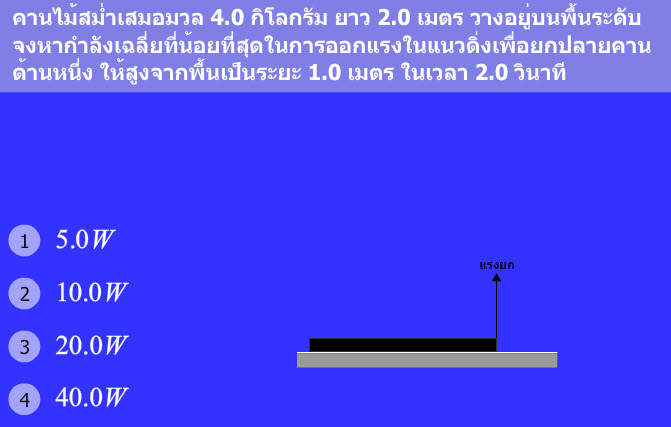 คานไม้สม่ำเสมอมวล 4.0 กิโลกรัม ยาว 2.0 เมตร วางอยู่บนพื้นระดับ
จงหากำลังเฉลี่ยที่น้อยที่สุดในการออกแรงในแนวดิ่งเพื่อยกปลายคาน
ด้านหนึ่ง ให้สูงจากพื้นเป็นระยะ 1.0 เมตร ในเวลา 2.0 วินาที
1 5.0W
2 10.0W
3 20.0W
4 40.0W
แรงยก